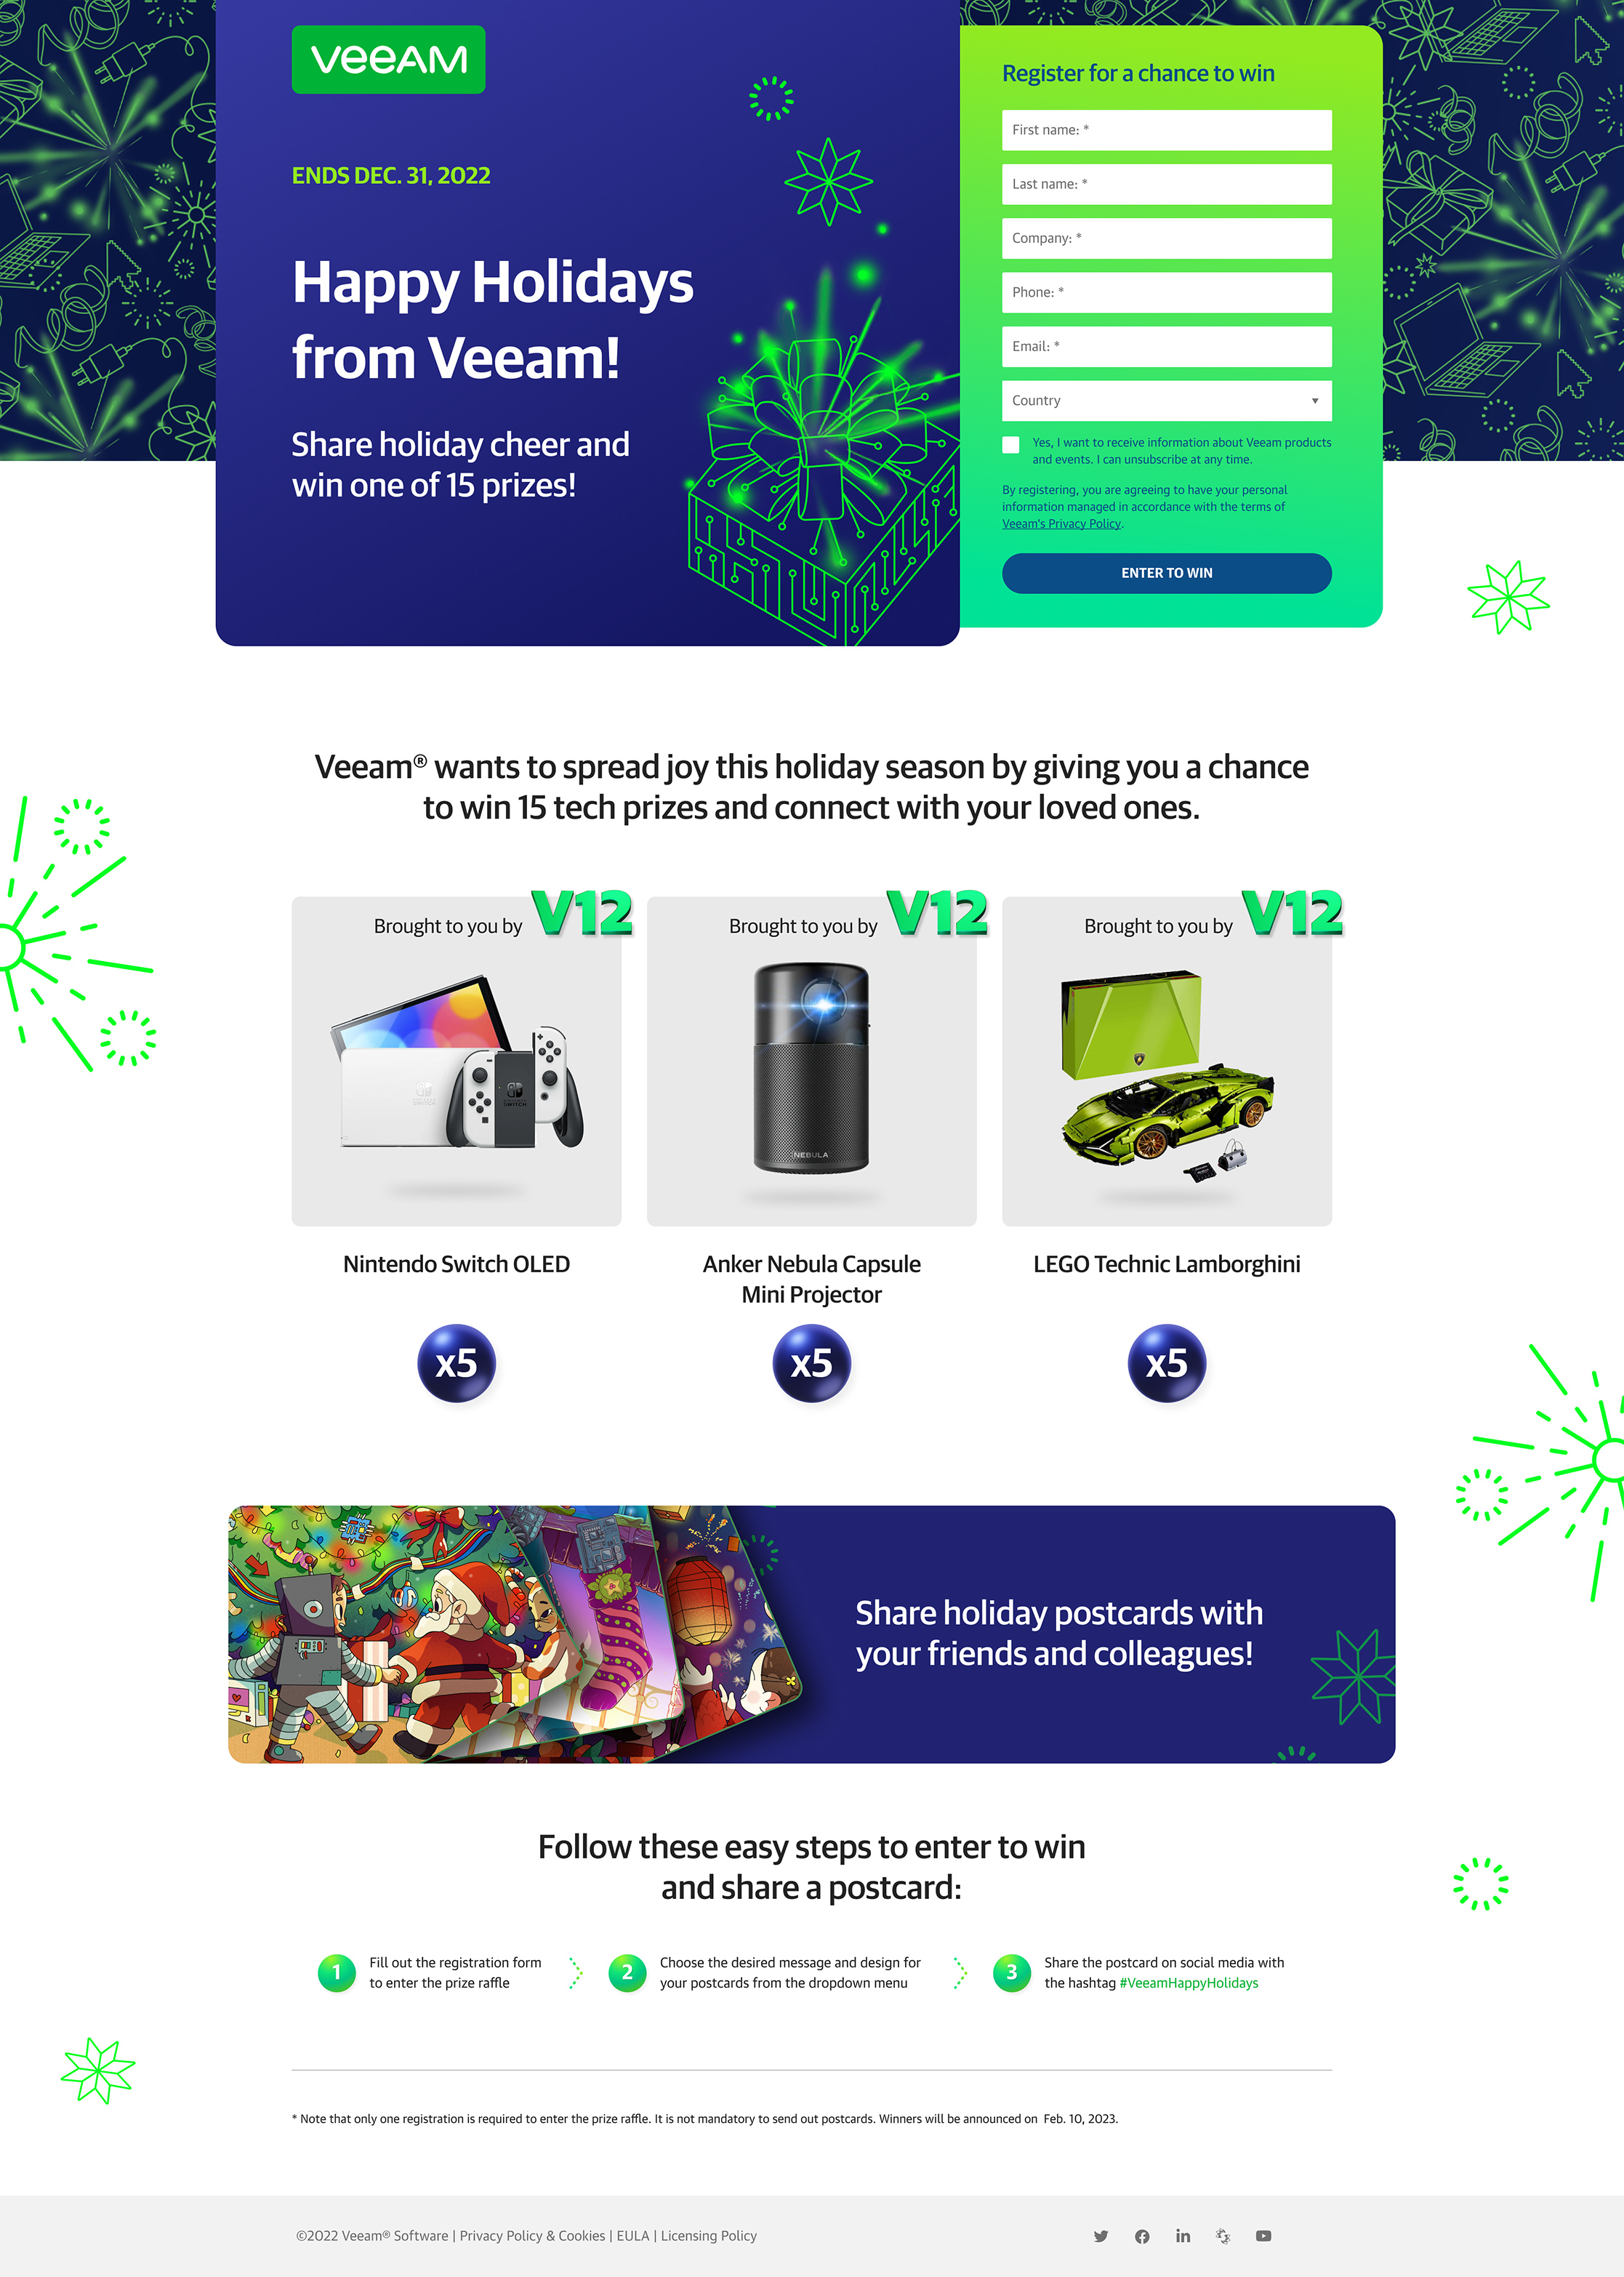 veeAM
ENDS DEC. 31, 2022
Happy Holidays
from Veeam!
Share holiday cheer and
win one of 15 prizes!
Register for a chance to win
First name: *
Last name: *
Company: *
Phone: *
Email: *
Country
Yes, I want to receive information about Veeam products
and events. I can unsubscribe at any time.
By registering, you are agreeing to have your personal
information managed in accordance with the terms of
Veeam's Privacy Policy.
ENTER TO WIN
Veeam® wants to spread joy this holiday season by giving you a chance
to win 15 tech prizes and connect with your loved ones.
Brought to you by V12
Brought to you by V12
Brought to you by V12
SWITCH
NEBULA
Nintendo Switch OLED
Anker Nebula Capsule
Mini Projector
LEGO Technic Lamborghini
x5
x5
x5
Share holiday postcards with
your friends and colleagues!
Follow these easy steps to enter to win
and share a postcard:
1
Fill out the registration form
to enter the prize raffle
2
Choose the desired message and design for
your postcards from the dropdown menu
3
Share the postcard on social media with
the hashtag #VeeamHappyHolidays
* Note that only one registration is required to enter the prize raffle. It is not mandatory to send out postcards. Winners will be announced on Feb. 10, 2023.
©2022 Veeam® Software | Privacy Policy & Cookies | EULA | Licensing Policy